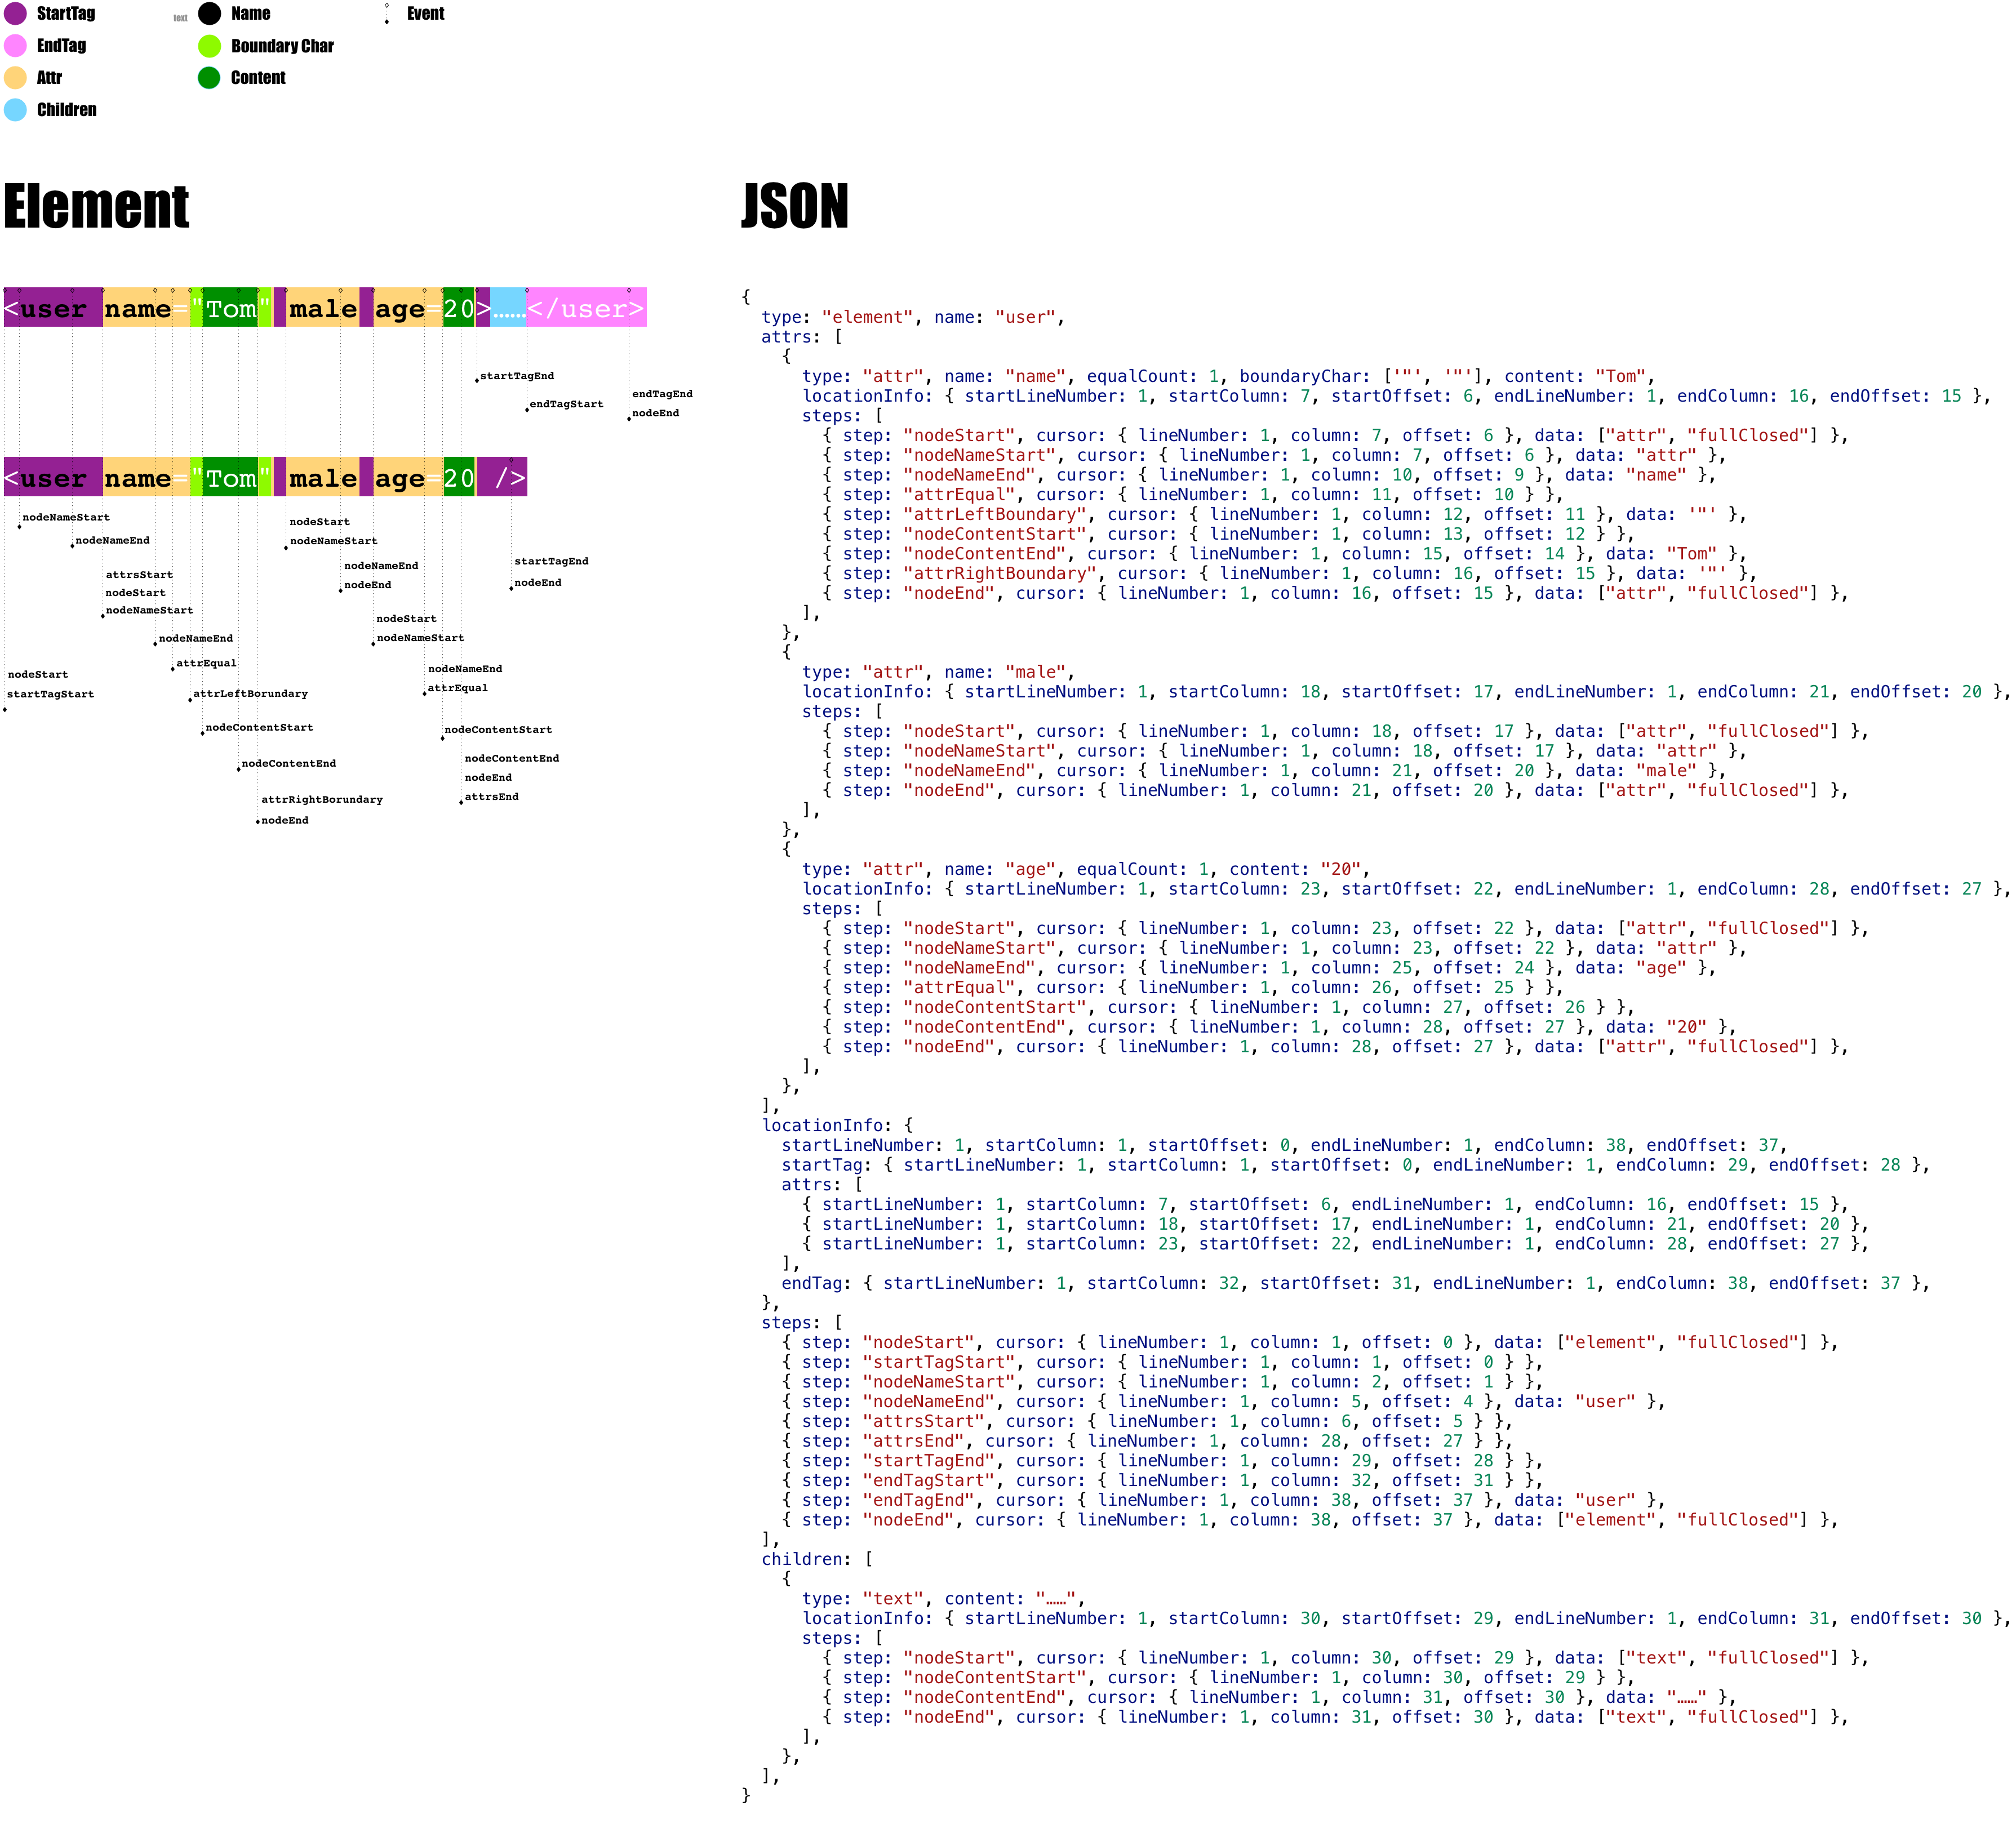 StartTag
text
Name
Event
EndTag
Boundary Char
Attr
Content
Children
Element
<user name="Tom" male age=20>……</user>
startTagEnd
endTagEnd
endTagStart
nodeEnd
<user name="Tom" male age=20 />
nodeNameStart
nodeStart
nodeNameEnd
nodeNameStart
startTagEnd
nodeNameEnd
attrsStart
nodeEnd
nodeEnd
nodeStart
nodeNameStart
nodeStart
nodeNameEnd
nodeNameStart
attrEqual
nodeNameEnd
nodeStart
attrEqual
startTagStart
attrLeftBorundary
nodeContentStart
nodeContentStart
nodeContentEnd
nodeContentEnd
nodeEnd
attrsEnd
attrRightBorundary
nodeEnd
JSON
{
type: "element", name: "user",
attrs: [
{
type: "attr", name: "name", equalCount: 1, boundaryChar: ['"', '"'], content: "Tom",
locationInfo: { startLineNumber: 1, startColumn: 7, startOffset: 6, endLineNumber: 1, endColumn: 16, endOffset: 15 },
steps: [
{ step: "nodeStart", cursor: { lineNumber: 1, column: 7, offset: 6 }, data: ["attr", "fullClosed"] },
{ step: "nodeNameStart", cursor: { lineNumber: 1, column: 7, offset: 6 }, data: "attr" },
{ step: "nodeNameEnd", cursor: { lineNumber: 1, column: 10, offset: 9 }, data: "name" },
{ step: "attrEqual", cursor: { lineNumber: 1, column: 11, offset: 10 } },
{ step: "attrLeftBoundary", cursor: { lineNumber: 1, column: 12, offset: 11 }, data: '"' },
{ step: "nodeContentStart", cursor: { lineNumber: 1, column: 13, offset: 12 } },
{ step: "nodeContentEnd", cursor: { lineNumber: 1, column: 15, offset: 14 }, data: "Tom" },
{ step: "attrRightBoundary", cursor: { lineNumber: 1, column: 16, offset: 15 }, data: '"' },
{ step: "nodeEnd", cursor: { lineNumber: 1, column: 16, offset: 15 }, data: ["attr", "fullClosed"] },
],
},
{
type: "attr", name: "male",
locationInfo: { startLineNumber: 1, startColumn: 18, startOffset: 17, endLineNumber: 1, endColumn: 21, endOffset: 20 },
steps: [
{ step: "nodeStart", cursor: { lineNumber: 1, column: 18, offset: 17 }, data: ["attr", "fullClosed"] },
{ step: "nodeNameStart", cursor: { lineNumber: 1, column: 18, offset: 17 }, data: "attr" },
{ step: "nodeNameEnd", cursor: { lineNumber: 1, column: 21, offset: 20 }, data: "male" },
{ step: "nodeEnd", cursor: { lineNumber: 1, column: 21, offset: 20 }, data: ["attr", "fullClosed"] },
],
},
{
type: "attr", name: "age", equalCount: 1, content: "20",
locationInfo: { startLineNumber: 1, startColumn: 23, startOffset: 22, endLineNumber: 1, endColumn: 28, endOffset: 27 },
steps: [
{ step: "nodeStart", cursor: { lineNumber: 1, column: 23, offset: 22 }, data: ["attr", "fullClosed"] },
{ step: "nodeNameStart", cursor: { lineNumber: 1, column: 23, offset: 22 }, data: "attr" },
{ step: "nodeNameEnd", cursor: { lineNumber: 1, column: 25, offset: 24 }, data: "age" },
{ step: "attrEqual", cursor: { lineNumber: 1, column: 26, offset: 25 } },
{ step: "nodeContentStart", cursor: { lineNumber: 1, column: 27, offset: 26 } },
{ step: "nodeContentEnd", cursor: { lineNumber: 1, column: 28, offset: 27 }, data: "20" },
{ step: "nodeEnd", cursor: { lineNumber: 1, column: 28, offset: 27 }, data: ["attr", "fullClosed"] },
],
},
],
locationInfo: {
startLineNumber: 1, startColumn: 1, startOffset: 0, endLineNumber: 1, endColumn: 38, endOffset: 37,
startTag: { startLineNumber: 1, startColumn: 1, startOffset: 0, endLineNumber: 1, endColumn: 29, endOffset: 28 },
attrs: [
{ startLineNumber: 1, startColumn: 7, startOffset: 6, endLineNumber: 1, endColumn: 16, endOffset: 15 },
{ startLineNumber: 1, startColumn: 18, startOffset: 17, endLineNumber: 1, endColumn: 21, endOffset: 20 },
{ startLineNumber: 1, startColumn: 23, startOffset: 22, endLineNumber: 1, endColumn: 28, endOffset: 27 },
],
endTag: { startLineNumber: 1, startColumn: 32, startOffset: 31, endLineNumber: 1, endColumn: 38, endOffset: 37 },
},
steps: [
{ step: "nodeStart", cursor: { lineNumber: 1, column: 1, offset: 0 }, data: ["element", "fullClosed"] },
{ step: "startTagStart", cursor: { lineNumber: 1, column: 1, offset: 0 } },
{ step: "nodeNameStart", cursor: { lineNumber: 1, column: 2, offset: 1 } },
{ step: "nodeNameEnd", cursor: { lineNumber: 1, column: 5, offset: 4 }, data: "user" },
{ step: "attrsStart", cursor: { lineNumber: 1, column: 6, offset: 5 } },
{ step: "attrsEnd", cursor: { lineNumber: 1, column: 28, offset: 27 } },
{ step: "startTagEnd", cursor: { lineNumber: 1, column: 29, offset: 28 } },
{ step: "endTagStart", cursor: { lineNumber: 1, column: 32, offset: 31 } },
{ step: "endTagEnd", cursor: { lineNumber: 1, column: 38, offset: 37 }, data: "user" },
{ step: "nodeEnd", cursor: { lineNumber: 1, column: 38, offset: 37 }, data: ["element", "fullClosed"] },
],
children: [
{
type: "text", content: "……",
locationInfo: { startLineNumber: 1, startColumn: 30, startOffset: 29, endLineNumber: 1, endColumn: 31, endOffset: 30 },
steps: [
{ step: "nodeStart", cursor: { lineNumber: 1, column: 30, offset: 29 }, data: ["text", "fullClosed"] },
{ step: "nodeContentStart", cursor: { lineNumber: 1, column: 30, offset: 29 } },
{ step: "nodeContentEnd", cursor: { lineNumber: 1, column: 31, offset: 30 }, data: "……" },
{ step: "nodeEnd", cursor: { lineNumber: 1, column: 31, offset: 30 }, data: ["text", "fullClosed"] },
],
},
],
}